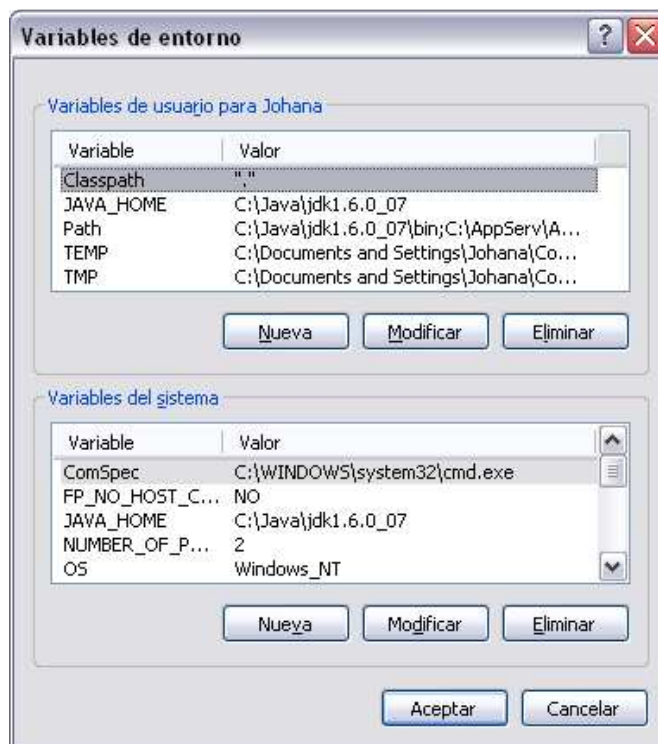 Variables de entorno
Variables de usuario para Johana
Variable Valor
Classpath "."
JAVA_HOME C:\Java\jdk1.6.0_07
Path C:\Java\jdk1.6.0_07\bin;C:\AppServ\A...
TEMP C:\Documents and Settings\Johana\Co...
TMP C:\Documents and Settings\Johana\Co...
Nueva Modificar Eliminar
Variables del sistema
Variable Valor
ComSpec C:\WINDOWS\system32\cmd.exe
FP_NO_HOST_C... NO
JAVA_HOME C:\Java\jdk1.6.0_07
NUMBER_OF_P... 2
OS Windows_NT
Nueva Modificar Eliminar
Aceptar Cancelar